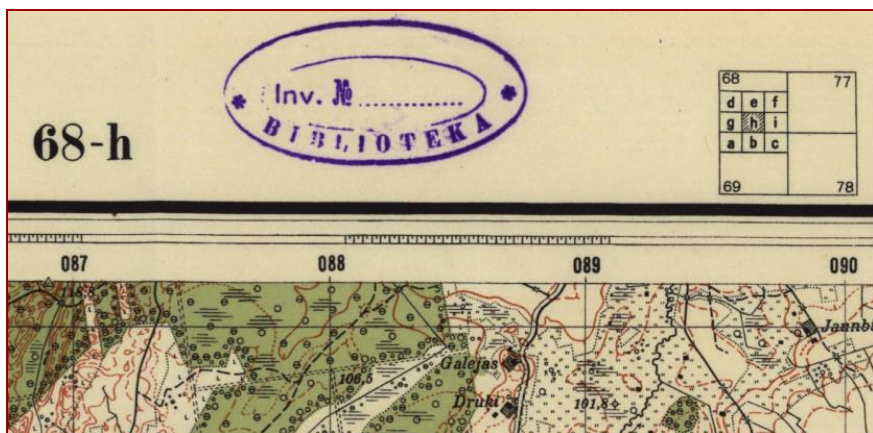 68-h
Inv. №
BIBLIOTEKA
68 77
d e f
g h i
a b c
69 78
087 088 089 090
Galejas
106,5
Druki
101,8